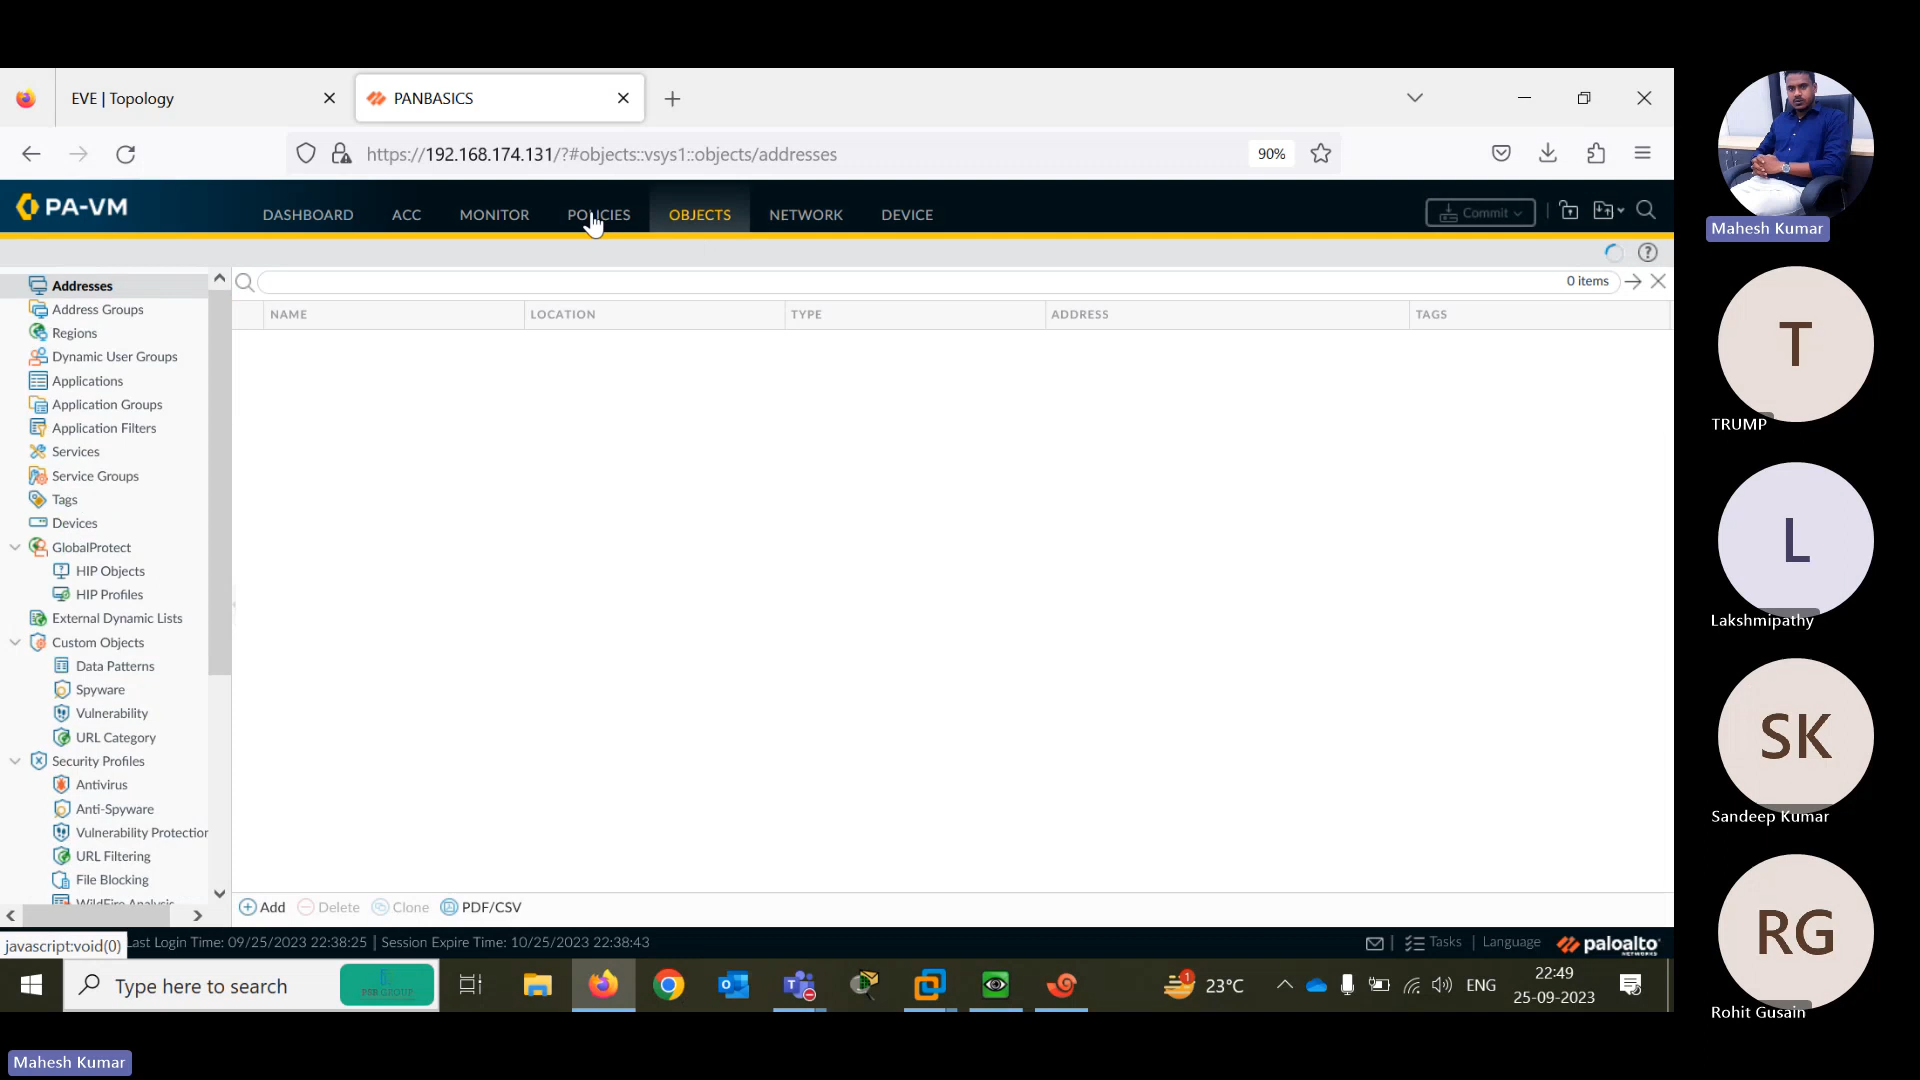 EVE | Topology
PANBASICS
https://192.168.174.131/?#objects::vsys1::objects/addresses
90%
PA-VM
DASHBOARD
ACC
MONITOR
POLICIES
OBJECTS
NETWORK
DEVICE
Commit
0 items
NAME
LOCATION
TYPE
ADDRESS
TAGS
Addresses
Address Groups
Regions
Dynamic User Groups
Applications
Application Groups
Application Filters
Services
Service Groups
Tags
Devices
GlobalProtect
HIP Objects
HIP Profiles
External Dynamic Lists
Custom Objects
Data Patterns
Spyware
Vulnerability
URL Category
Security Profiles
Antivirus
Anti-Spyware
Vulnerability Protection
URL Filtering
File Blocking
WildFire Analysis
Add
Delete
Clone
PDF/CSV
javascript:void(0)
Last Login Time: 09/25/2023 22:38:25 | Session Expire Time: 10/25/2023 22:38:43
Tasks
Language
paloalto
NETWORKS
Type here to search
PSB GROUP
1
23°C
ENG
22:49
25-09-2023
Mahesh Kumar
T
TRUMP
L
Lakshmipathy
SK
Sandeep Kumar
RG
Rohit Gusain
Mahesh Kumar